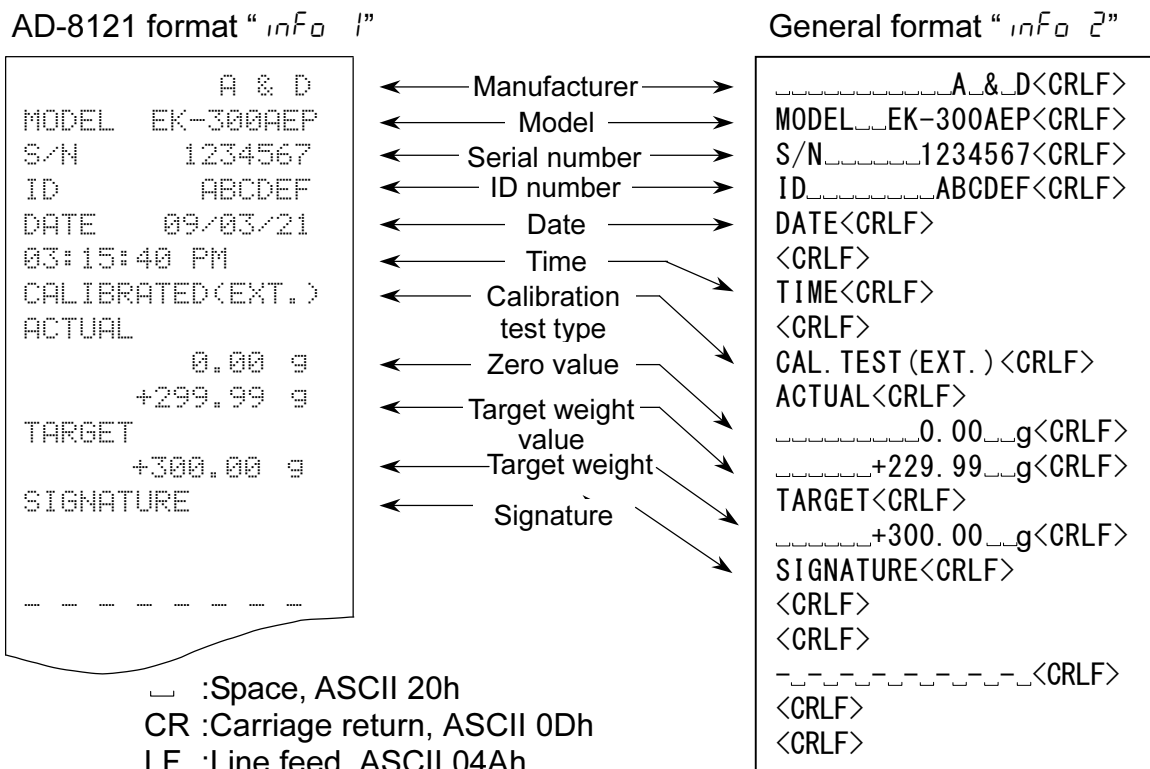 AD-8121 format “ info 1”
A & D
MODEL EK-300AEP
S/N 1234567
ID ABCDEF
DATE 09/03/21
03:15:40 PM
CALIBRATED(EXT.)
ACTUAL
0.00 g
+299.99 g
TARGET
+300.00 g
SIGNATURE
_ _ _ _ _ _ _ _
Manufacturer
Model
Serial number
ID number
Date
Time
Calibration
test type
Zero value
Target weight
value
Target weight
Signature
General format “ info 2”
␣␣␣␣␣␣␣␣␣␣␣A␣&␣D<CRLF>
MODEL␣␣EK-300AEP<CRLF>
S/N␣␣␣␣␣␣1234567<CRLF>
ID␣␣␣␣␣␣␣␣ABCDEF<CRLF>
DATE<CRLF>
<CRLF>
TIME<CRLF>
<CRLF>
CAL.TEST(EXT.)<CRLF>
ACTUAL<CRLF>
␣␣␣␣␣␣␣␣␣0.00␣␣g<CRLF>
␣␣␣␣␣␣+229.99␣␣g<CRLF>
TARGET<CRLF>
␣␣␣␣␣␣+300.00␣␣g<CRLF>
SIGNATURE<CRLF>
<CRLF>
<CRLF>
-␣-␣-␣-␣-␣-␣-␣-␣<CRLF>
<CRLF>
<CRLF>
␣ :Space, ASCII 20h
CR :Carriage return, ASCII 0Dh
LF :Line feed, ASCII 04Ah